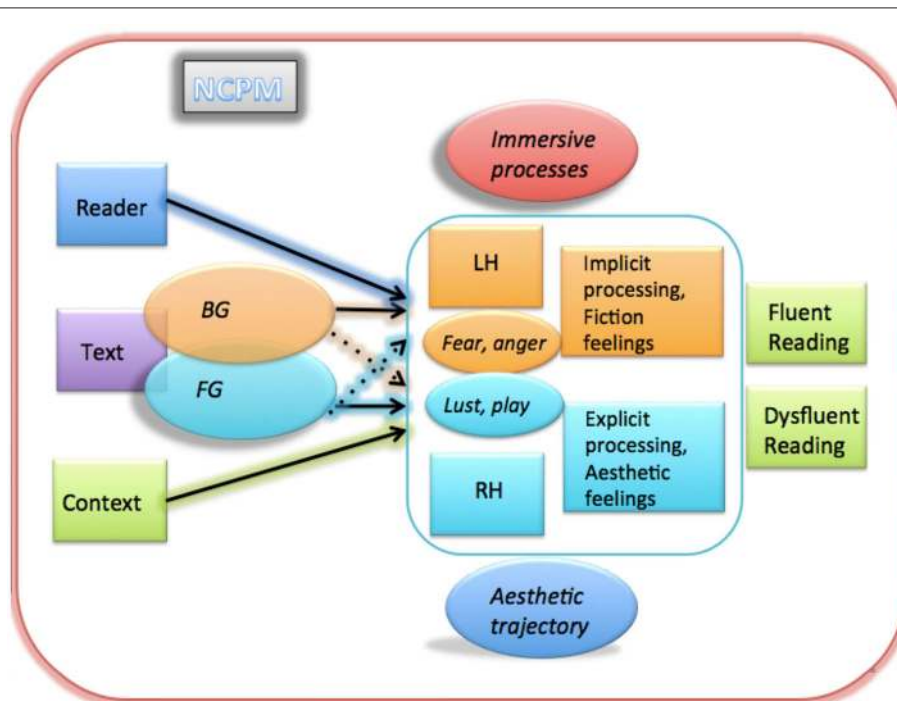 NCPM
Immersive
processes
Reader
LH
Implicit
processing,
Fiction
feelings
BG
Fear, anger
Fluent
Reading
Text
FG
Lust, play
Explicit
processing,
Aesthetic
feelings
Dysfluent
Reading
RH
Context
Aesthetic
trajectory